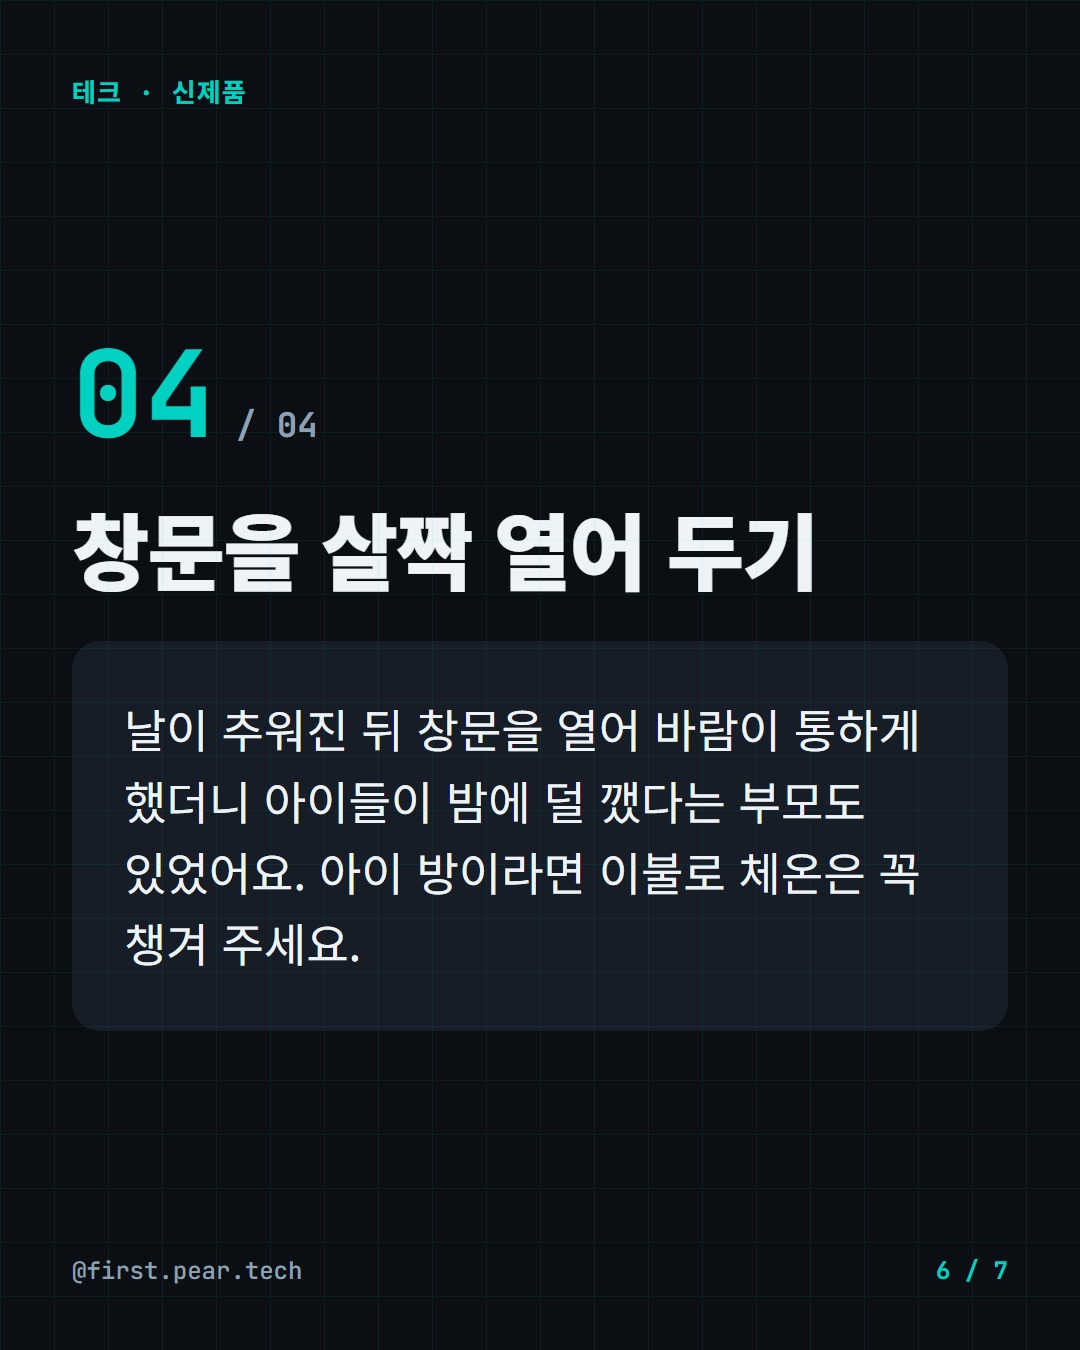 테크 · 신제품
04 / 04
창문을 살짝 열어 두기
날이 추워진 뒤 창문을 열어 바람이 통하게
했더니 아이들이 밤에 덜 깼다는 부모도
있었어요. 아이 방이라면 이불로 체온은 꼭
챙겨 주세요.
@first.pear.tech
6 / 7